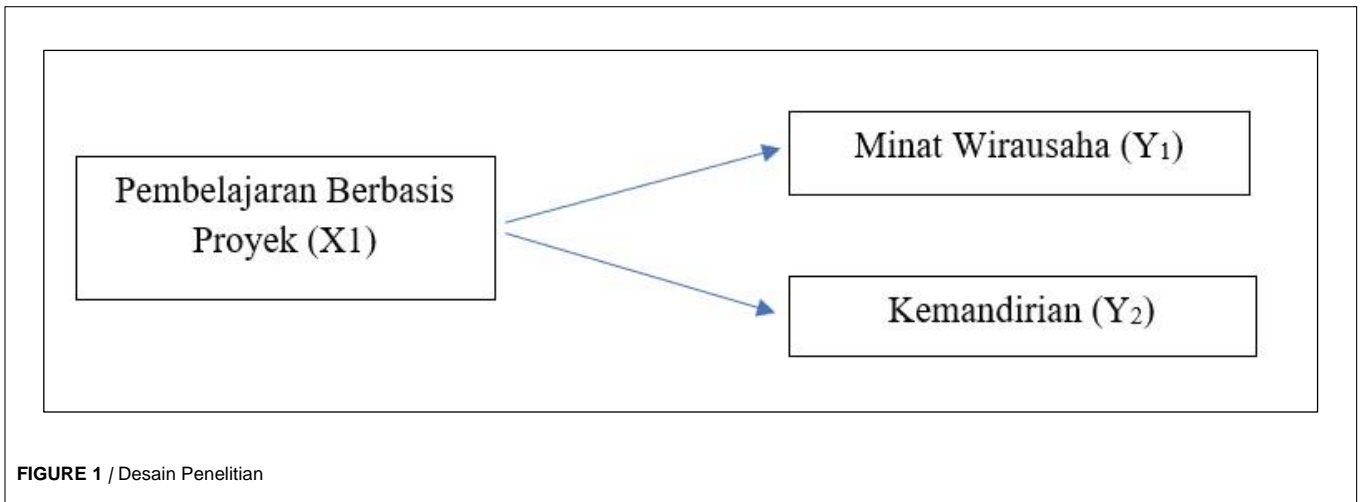 Pembelajaran Berbasis
Proyek (X1)
Minat Wirausaha (Y₁)
Kemandirian (Y₂)
FIGURE 1 / Desain Penelitian